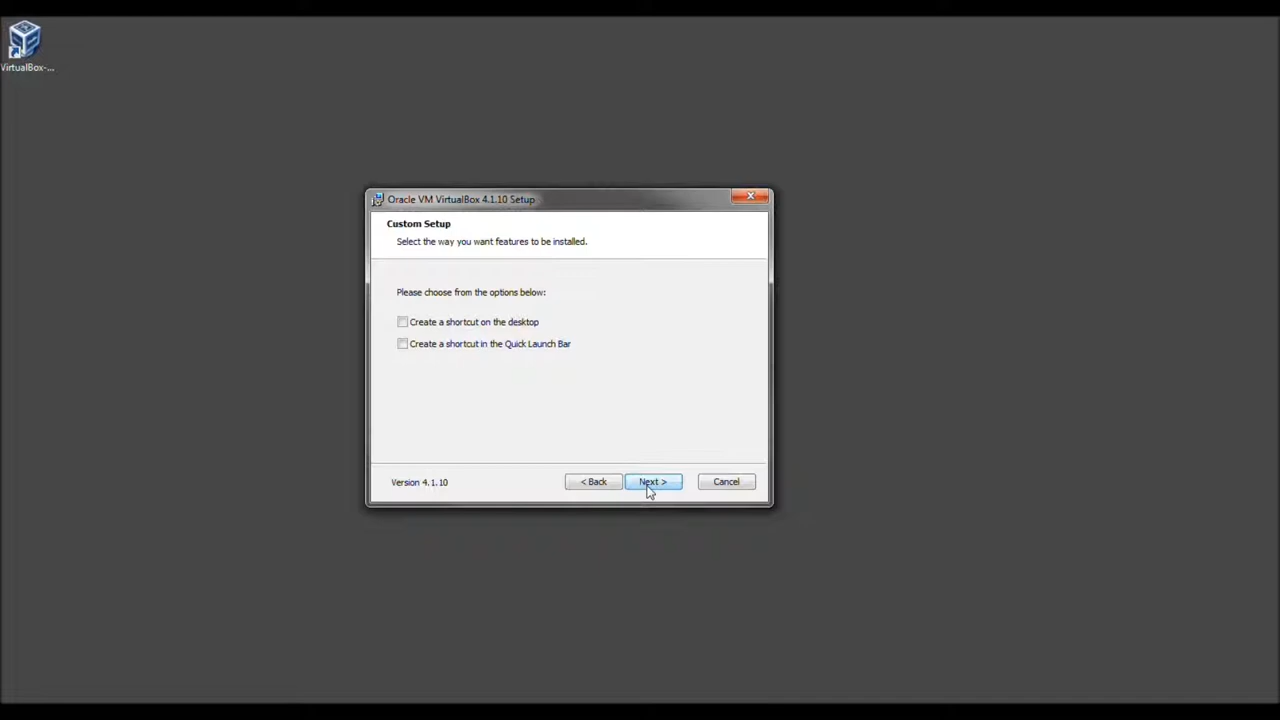 VirtualBox-...
Oracle VM VirtualBox 4.1.10 Setup
Custom Setup
Select the way you want features to be installed.
Please choose from the options below:
Create a shortcut on the desktop
Create a shortcut in the Quick Launch Bar
Version 4.1.10
< Back
Next >
Cancel